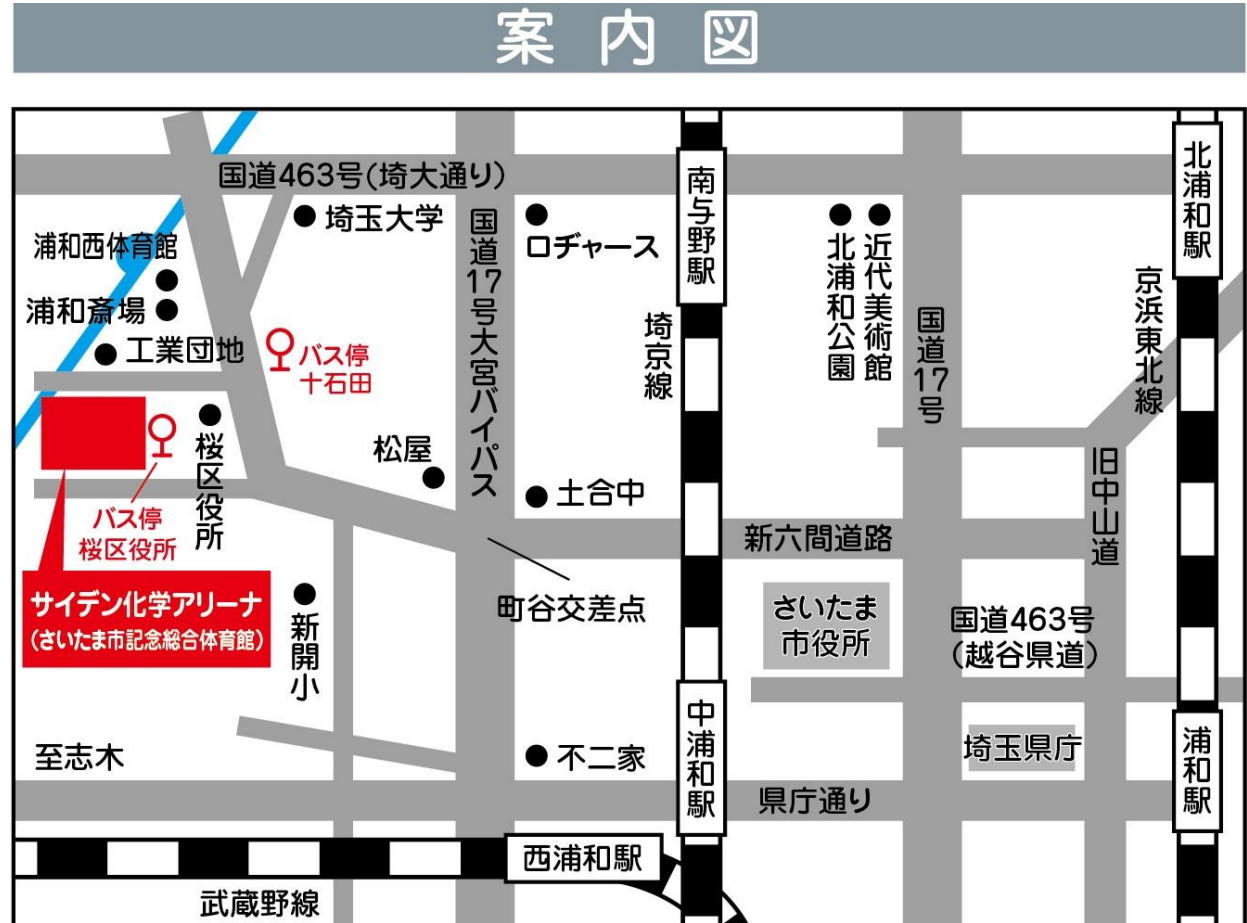 案内図
国道463号(埼大通り)
南与野駅
北浦和駅
浦和西体育館
埼玉大学
国道17号大宮バイパス
ロヂャース
北浦和公園
近代美術館
京浜東北線
浦和斎場
工業団地
バス停
十石田
埼京線
国道17号
桜区役所
松屋
土合中
旧中山道
バス停
桜区役所
新六間道路
サイデン化学アリーナ
(さいたま市記念総合体育館)
新開小
町谷交差点
さいたま
市役所
国道463号
(越谷県道)
至志木
不二家
中浦和駅
埼玉県庁
浦和駅
県庁通り
西浦和駅
武蔵野線